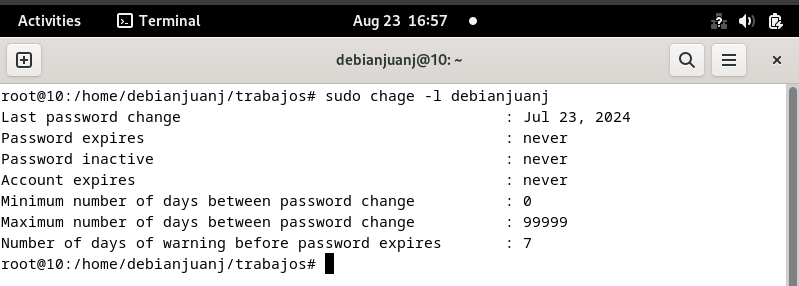 Activities Terminal Aug 23 16:57
debianjuanj@10: ~
root@10:/home/debianjuanj/trabajos# sudo chage -l debianjuanj
Last password change : Jul 23, 2024
Password expires : never
Password inactive : never
Account expires : never
Minimum number of days between password change : 0
Maximum number of days between password change : 99999
Number of days of warning before password expires : 7
root@10:/home/debianjuanj/trabajos#